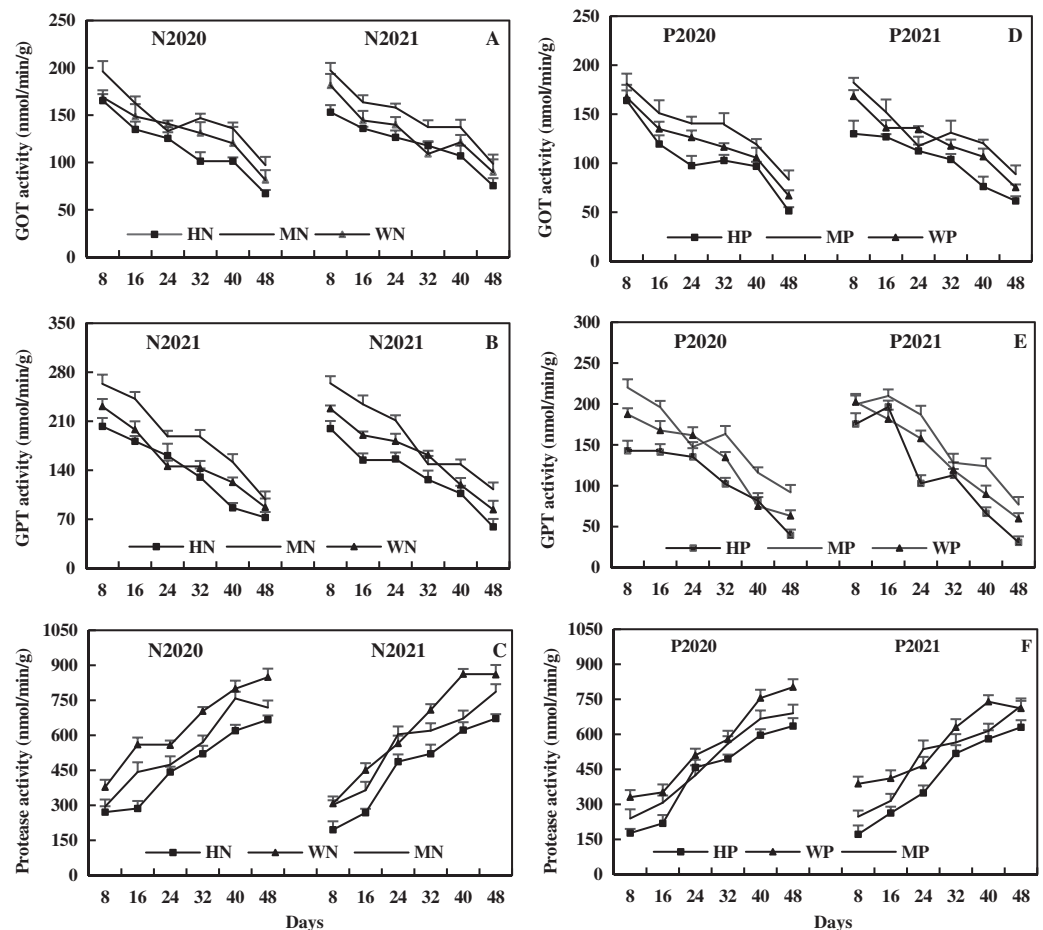 GOT activity (nmol/min/g)
250
200
150
100
50
0
N2020
N2021
A
HN
MN
WN
8 16 24 32 40 48 8 16 24 32 40 48
GOT activity (nmol/min/g)
250
200
150
100
50
0
P2020
P2021
D
HP
MP
WP
8 16 24 32 40 48 8 16 24 32 40 48
GPT activity (nmol/min/g)
350
280
210
140
70
0
N2021
N2021
B
HN
MN
WN
8 16 24 32 40 48 8 16 24 32 40 48
GPT activity (nmol/min/g)
300
250
200
150
100
50
0
P2020
P2021
E
HP
MP
WP
8 16 24 32 40 48 8 16 24 32 40 48
Protease activity (nmol/min/g)
1050
900
750
600
450
300
150
0
N2020
N2021
C
HN
WN
MN
8 16 24 32 40 48 8 16 24 32 40 48
Days
Protease activity (nmol/min/g)
1050
900
750
600
450
300
150
0
P2020
P2021
F
HP
WP
MP
8 16 24 32 40 48 8 16 24 32 40 48
Days